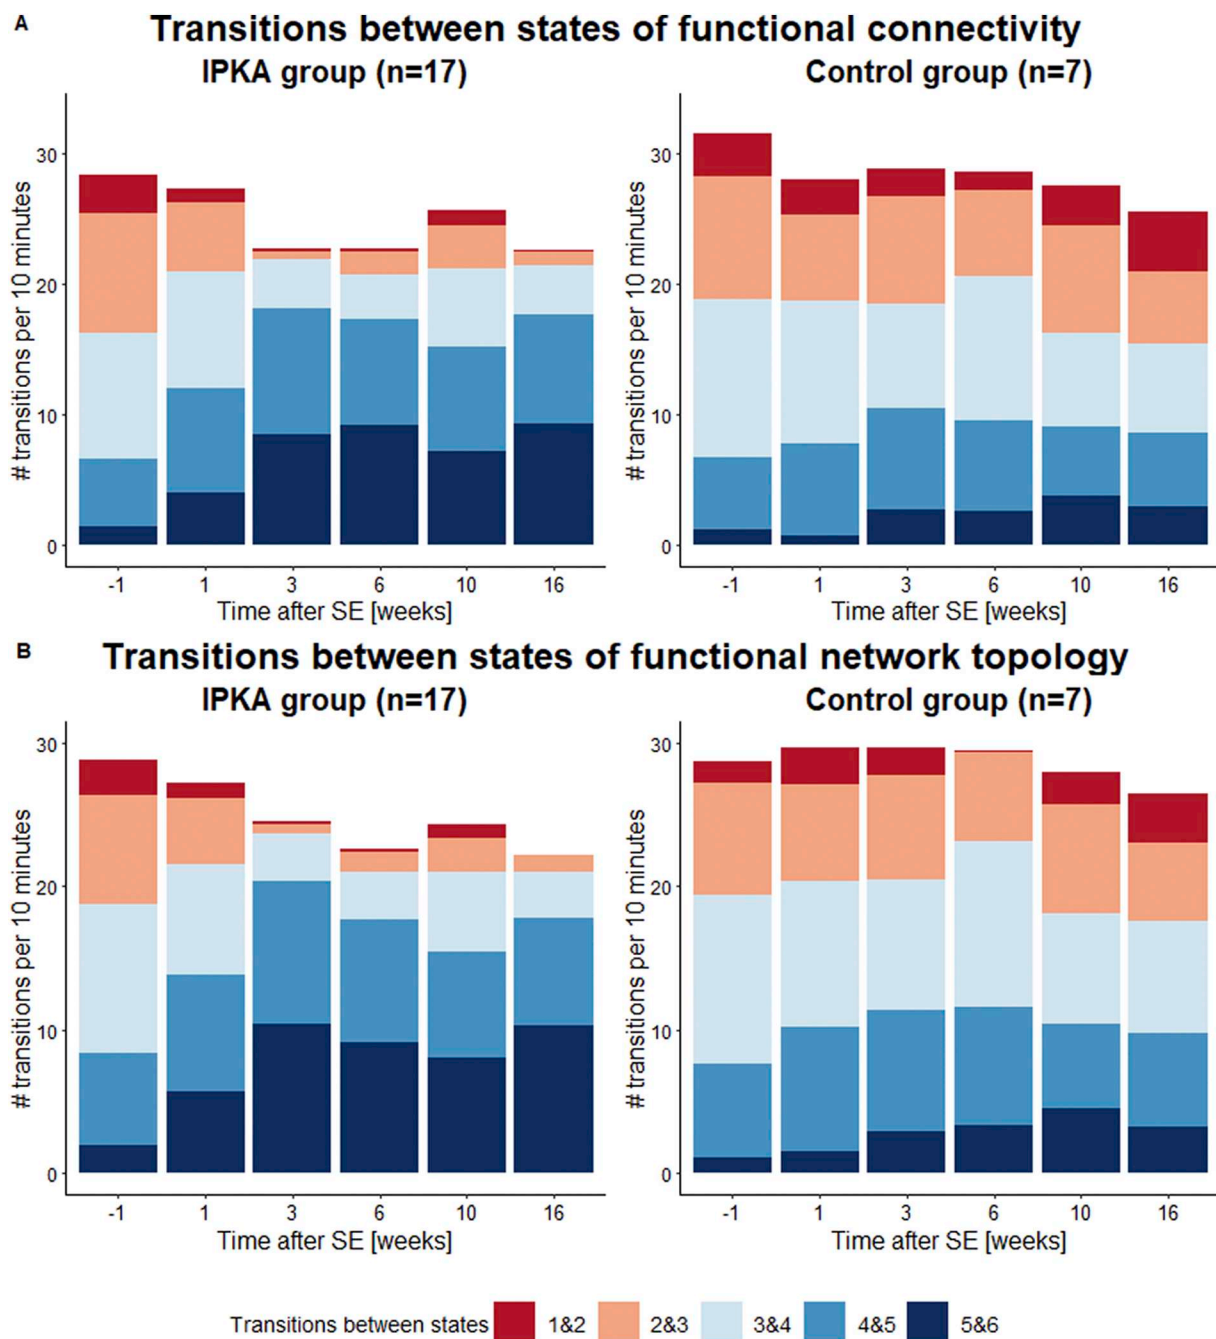 A
Transitions between states of functional connectivity
IPKA group (n=17)
Control group (n=7)
# transitions per 10 minutes
30
20
10
0
-1 1 3 6 10 16
Time after SE [weeks]
# transitions per 10 minutes
30
20
10
0
-1 1 3 6 10 16
Time after SE [weeks]
B
Transitions between states of functional network topology
IPKA group (n=17)
Control group (n=7)
# transitions per 10 minutes
30
20
10
0
-1 1 3 6 10 16
Time after SE [weeks]
# transitions per 10 minutes
30
20
10
0
-1 1 3 6 10 16
Time after SE [weeks]
Transitions between states 1&2 2&3 3&4 4&5 5&6